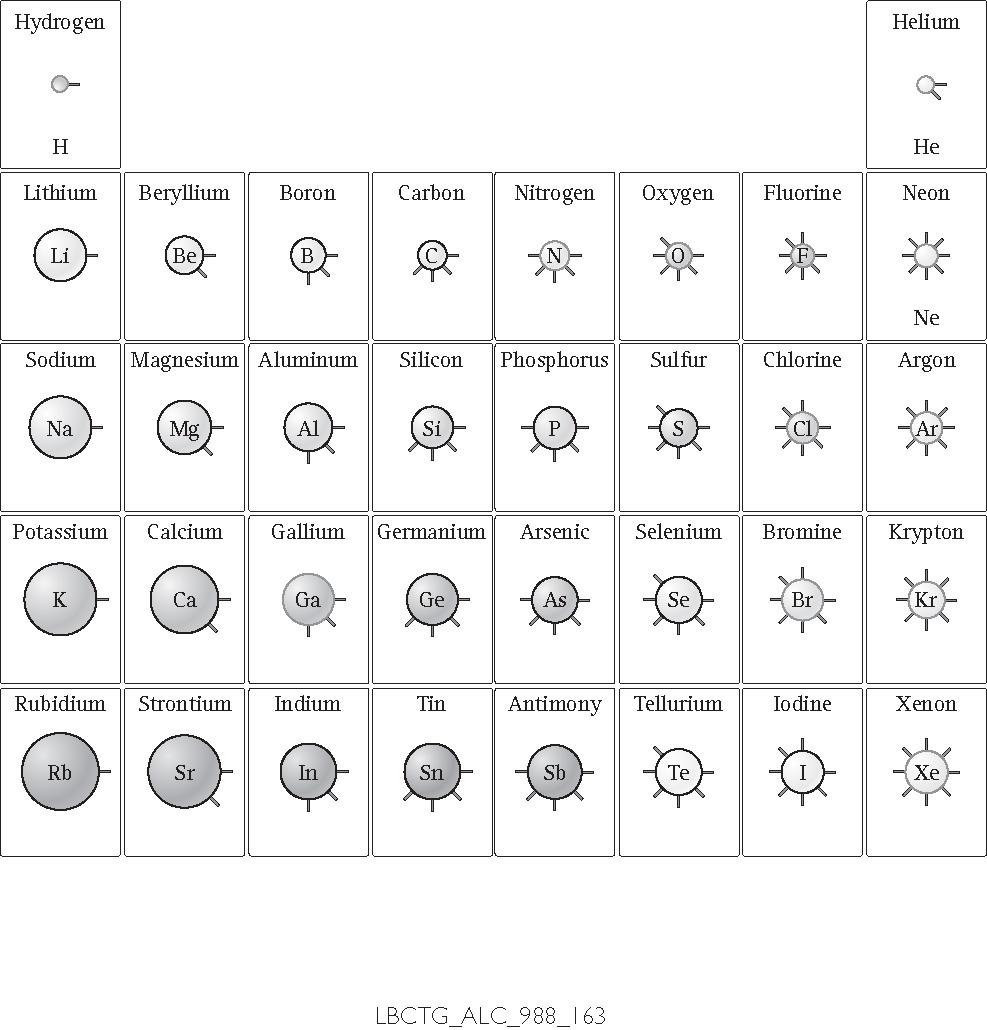 Hydrogen Helium
H He
Lithium Beryllium Boron Carbon Nitrogen Oxygen Fluorine Neon
Li Be B C N O F
Ne
Sodium Magnesium Aluminum Silicon Phosphorus Sulfur Chlorine Argon
Na Mg Al Si P S Cl Ar
Potassium Calcium Gallium Germanium Arsenic Selenium Bromine Krypton
K Ca Ga Ge As Se Br Kr
Rubidium Strontium Indium Tin Antimony Tellurium Iodine Xenon
Rb Sr In Sn Sb Te I Xe
LBCTG_ALC_988_163